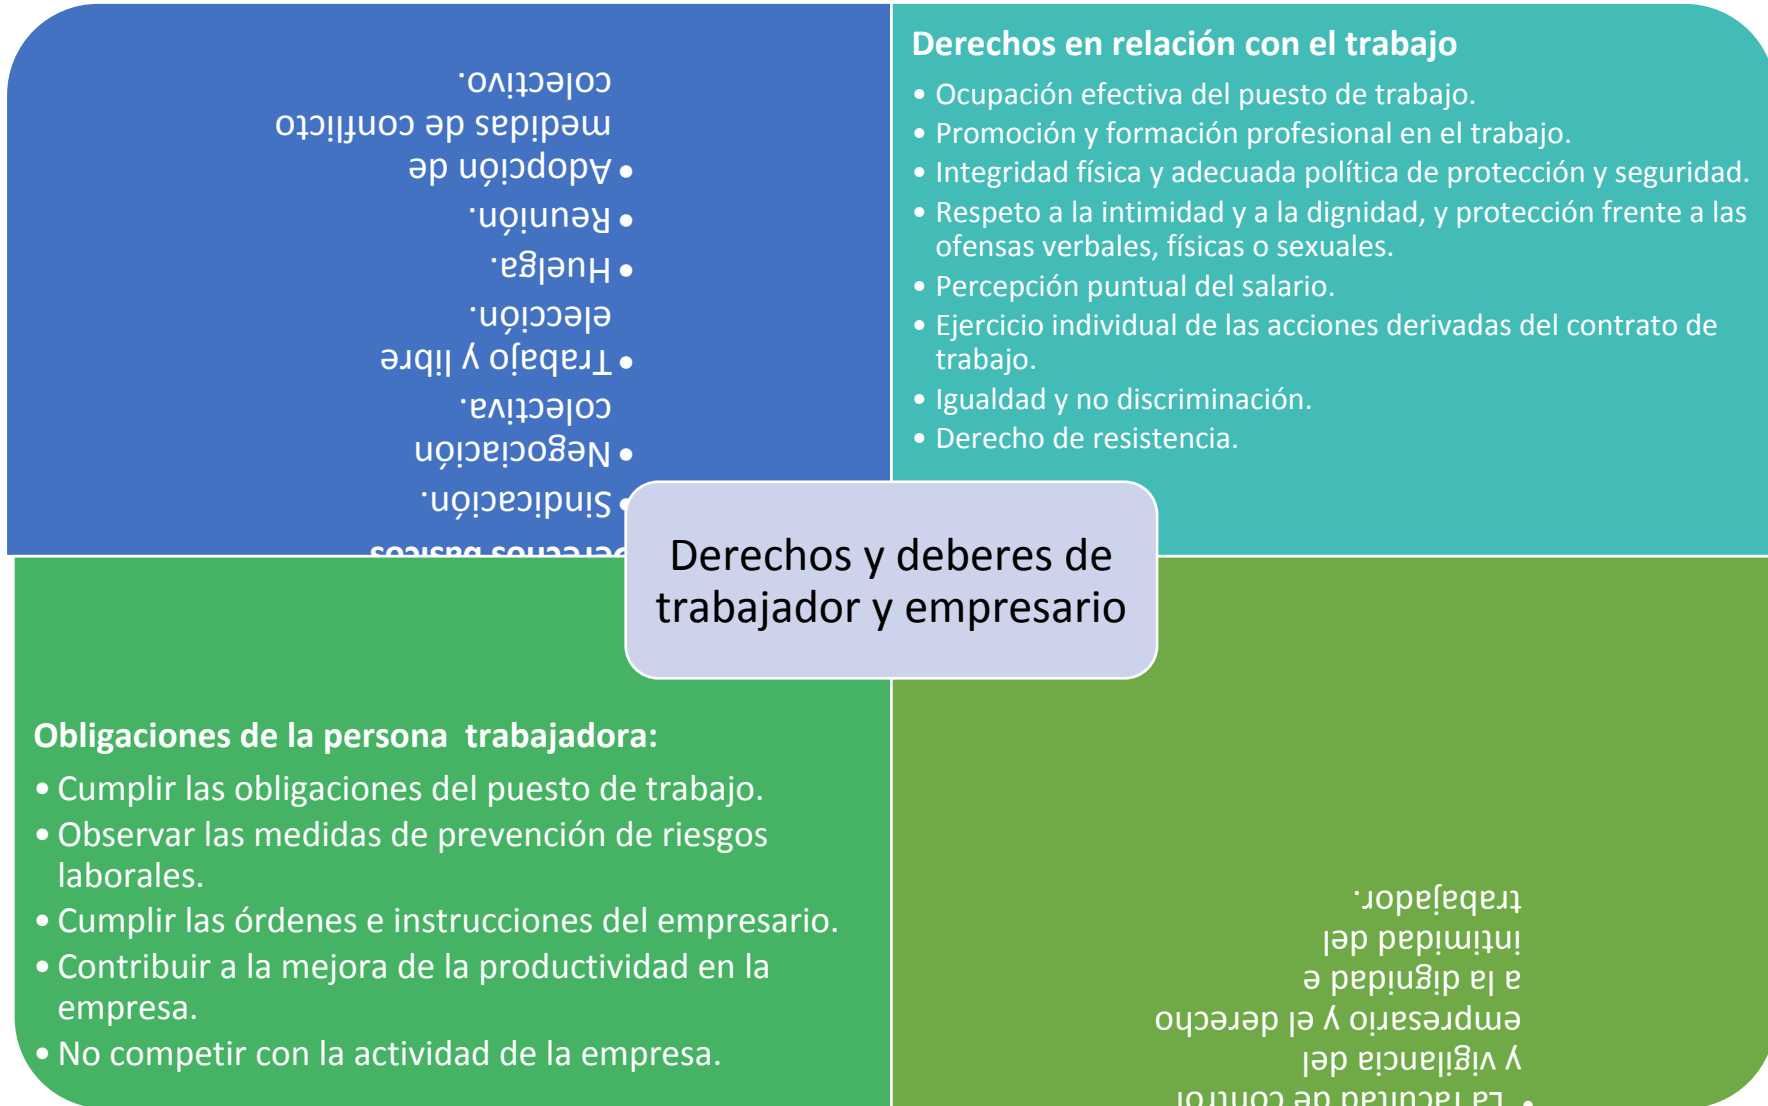 Derechos básicos
• Sindicación.
• Negociación
colectiva.
• Trabajo y libre
elección.
• Huelga.
• Reunión.
• Adopción de
medidas de conflicto
colectivo.
Derechos en relación con el trabajo
• Ocupación efectiva del puesto de trabajo.
• Promoción y formación profesional en el trabajo.
• Integridad física y adecuada política de protección y seguridad.
• Respeto a la intimidad y a la dignidad, y protección frente a las
ofensas verbales, físicas o sexuales.
• Percepción puntual del salario.
• Ejercicio individual de las acciones derivadas del contrato de
trabajo.
• Igualdad y no discriminación.
• Derecho de resistencia.
Derechos y deberes de
trabajador y empresario
Obligaciones de la persona  trabajadora:
• Cumplir las obligaciones del puesto de trabajo.
• Observar las medidas de prevención de riesgos
laborales.
• Cumplir las órdenes e instrucciones del empresario.
• Contribuir a la mejora de la productividad en la
empresa.
• No competir con la actividad de la empresa.
• La facultad de control
y vigilancia del
empresario y el derecho
a la dignidad e
intimidad del
trabajador.